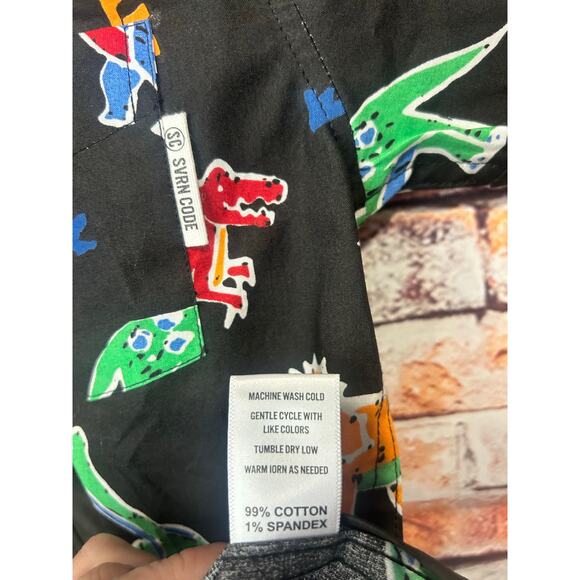 SC SVRN CODE
MACHINE WASH COLD
GENTLE CYCLE WITH
LIKE COLORS
TUMBLE DRY LOW
WARM IORN AS NEEDED
99% COTTON
1% SPANDEX